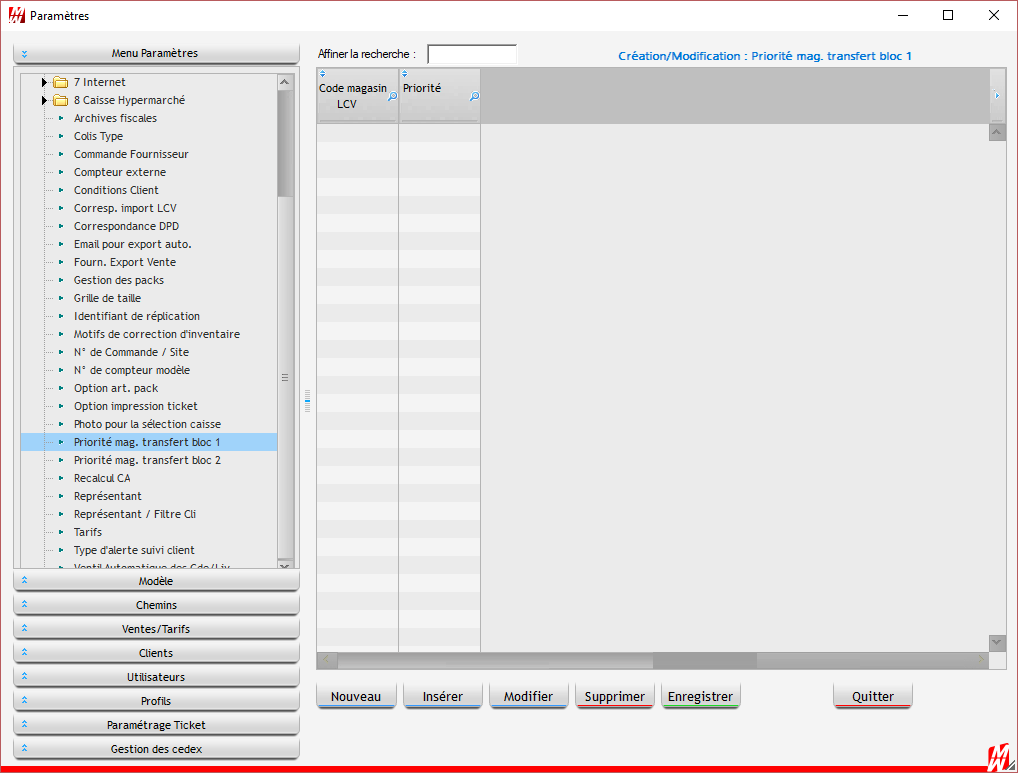 Paramètres
Menu Paramètres
7 Internet
8 Caisse Hypermarché
Archives fiscales
Colis Type
Commande Fournisseur
Compteur externe
Conditions Client
Corresp. import LCV
Correspondance DPD
Email pour export auto.
Fourn. Export Vente
Gestion des packs
Grille de taille
Identifiant de réplication
Motifs de correction d'inventaire
N° de Commande / Site
N° de compteur modèle
Option art. pack
Option impression ticket
Photo pour la sélection caisse
Priorité mag. transfert bloc 1
Priorité mag. transfert bloc 2
Recalcul CA
Représentant
Représentant / Filtre Cli
Tarifs
Type d'alerte suivi client
Ventil Automatique des Cde/Liv
Modèle
Chemins
Ventes/Tarifs
Clients
Utilisateurs
Profils
Paramétrage Ticket
Gestion des cedex
Affiner la recherche :
Création/Modification : Priorité mag. transfert bloc 1
Code magasin
LCV
Priorité
Nouveau
Insérer
Modifier
Supprimer
Enregistrer
Quitter